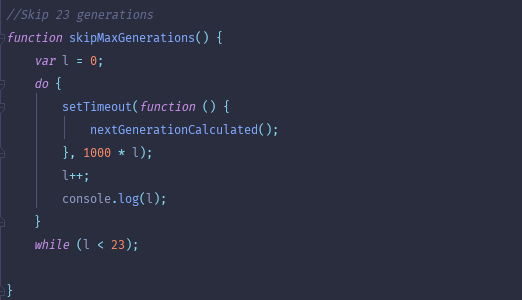 //Skip 23 generations
function skipMaxGenerations() {
    var l = 0;
    do {
        setTimeout(function () {
            nextGenerationCalculated();
        }, 1000 * l);
        l++;
        console.log(l);
    }
    while (l < 23);
}